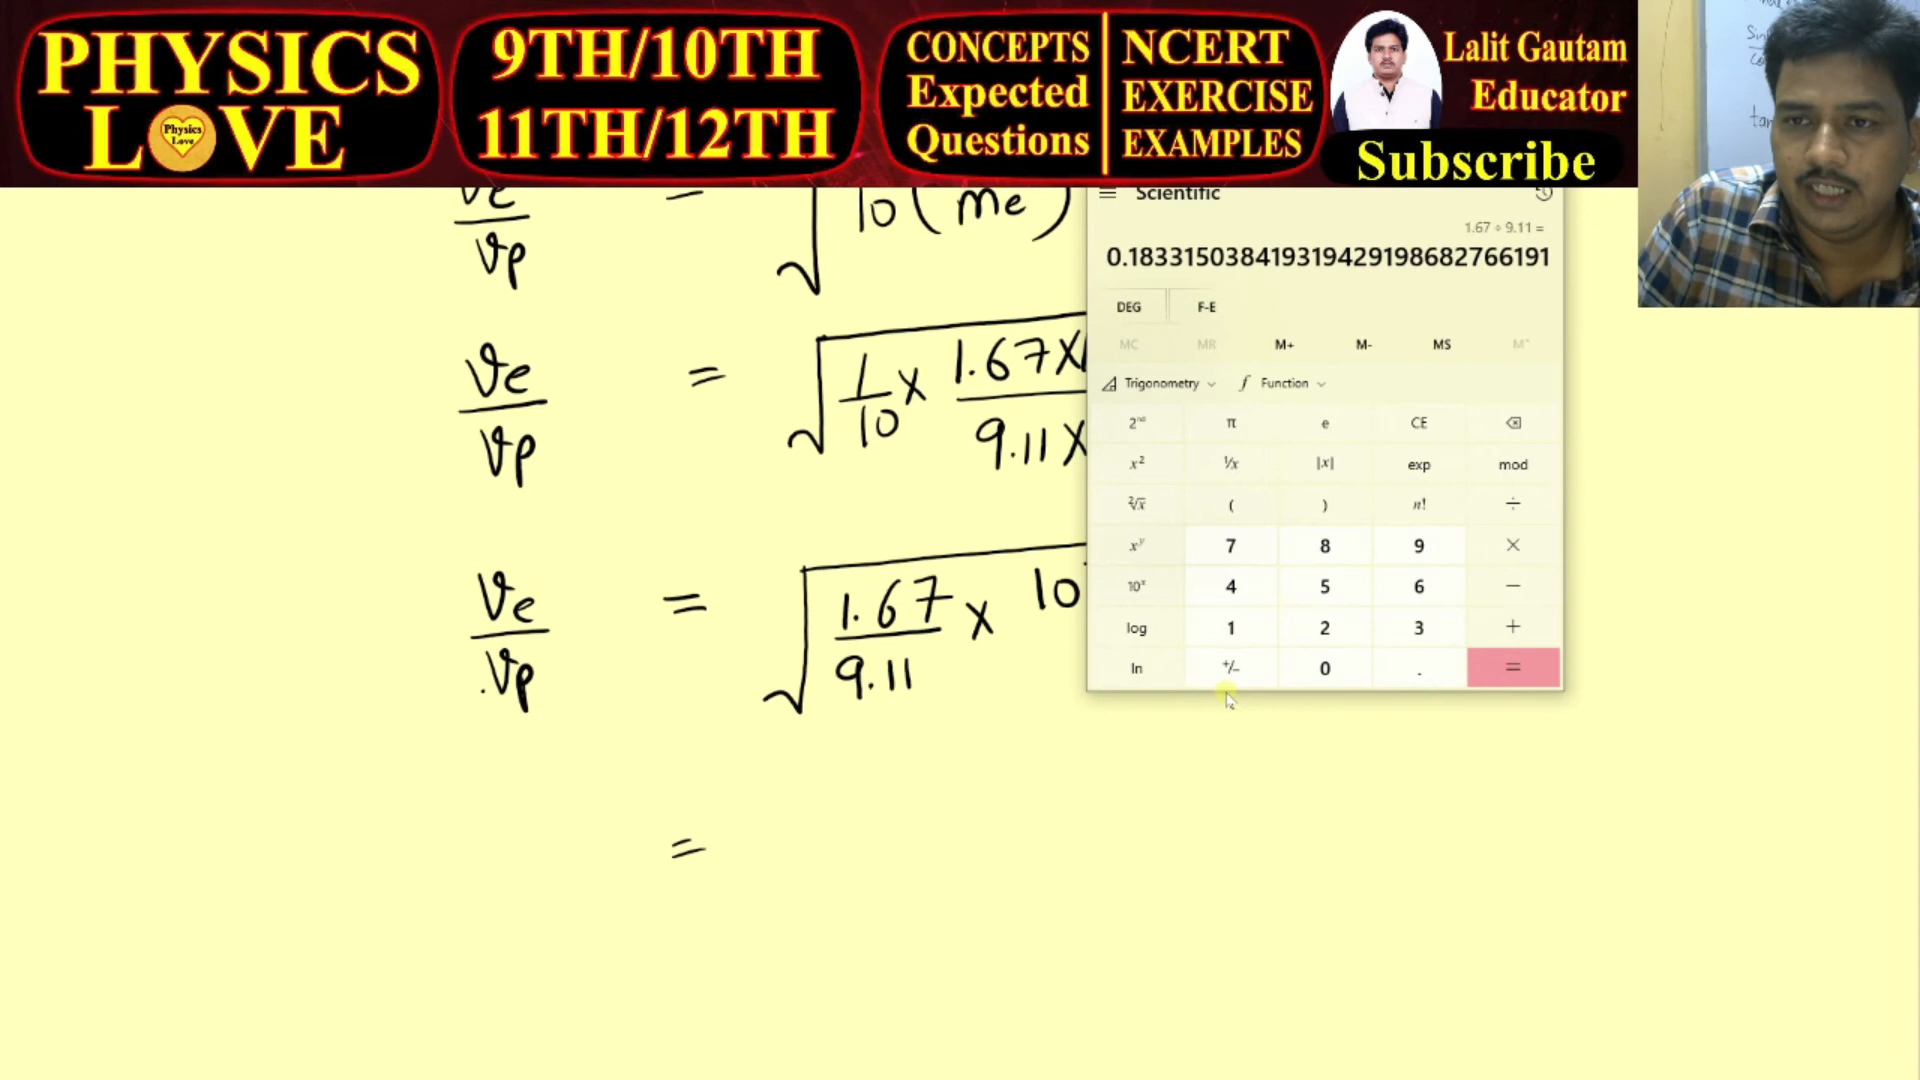 PHYSICS
LOVE
Physics
Love
9TH/10TH
11TH/12TH
CONCEPTS
Expected
Questions
NCERT
EXERCISE
EXAMPLES
Lalit Gautam
Educator
Subscribe
ve/vp = √10(me)
Scientific
1.67 ÷ 9.11 =
0.18331503841931942919868276619​1
DEG F-E
MC MR M+ M- MS M˅
Trigonometry Function
2ⁿᵈ π e CE
x² ¹/x |x| exp mod
²√x ( ) n! ÷
xʸ 7 8 9 ×
10ˣ 4 5 6 −
log 1 2 3 +
ln +/− 0 . =
ve/vp = √1/10 × 1.67×/9.11×
ve/vp = √1.67/9.11 × 10
=